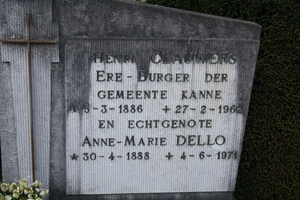 HENRI CLAUWENS
ERE-BURGER DER
GEMEENTE KANNE
*6-3-1886 +27-2-1962
EN ECHTGENOTE
ANNE-MARIE DELLO
*30-4-1888 +4-6-1971